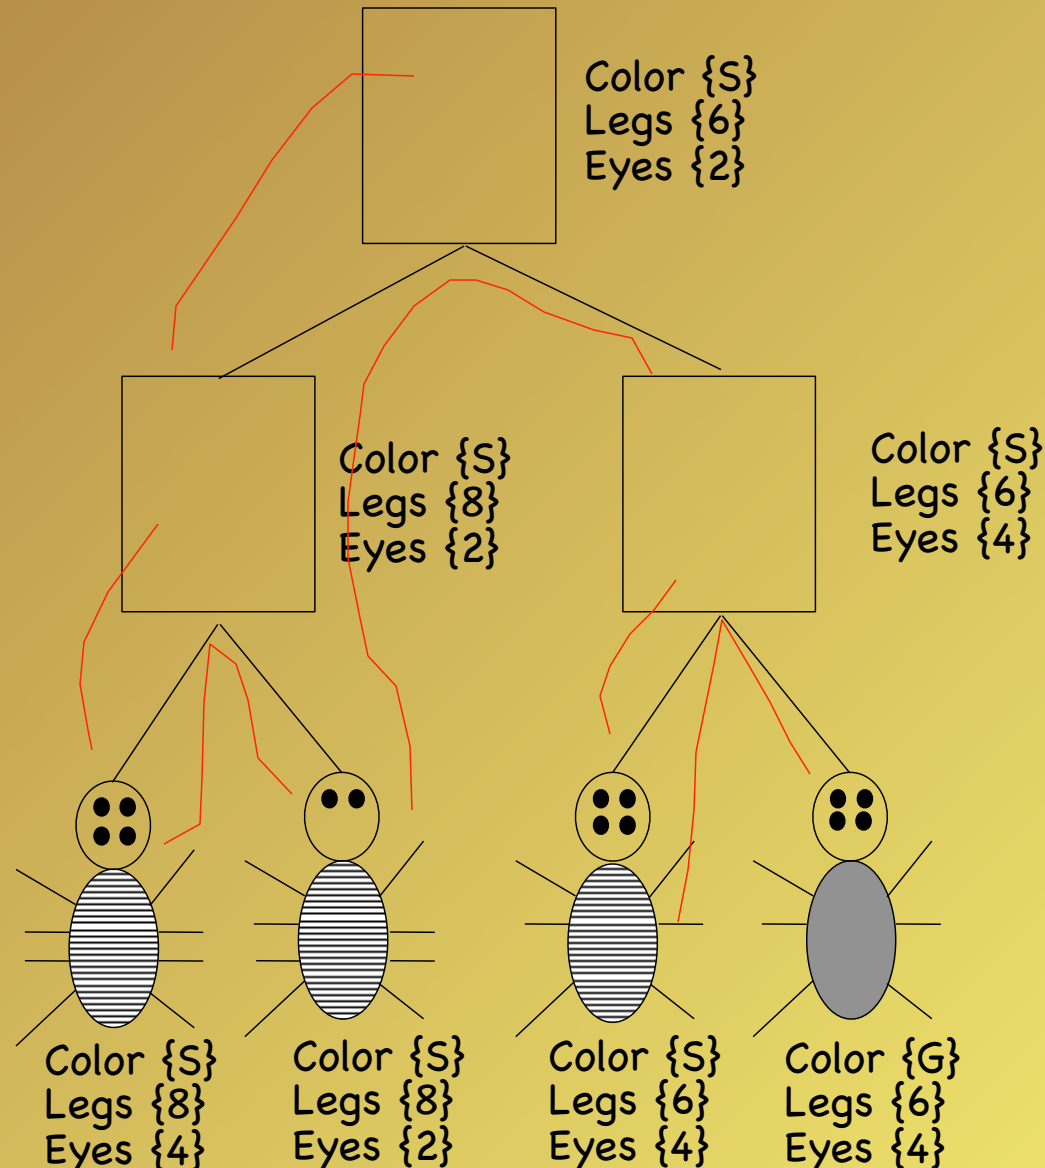 Color {S}
Legs {6}
Eyes {2}
Color {S}
Legs {8}
Eyes {2}
Color {S}
Legs {6}
Eyes {4}
Color {S}
Legs {8}
Eyes {4}
Color {S}
Legs {8}
Eyes {2}
Color {S}
Legs {6}
Eyes {4}
Color {G}
Legs {6}
Eyes {4}